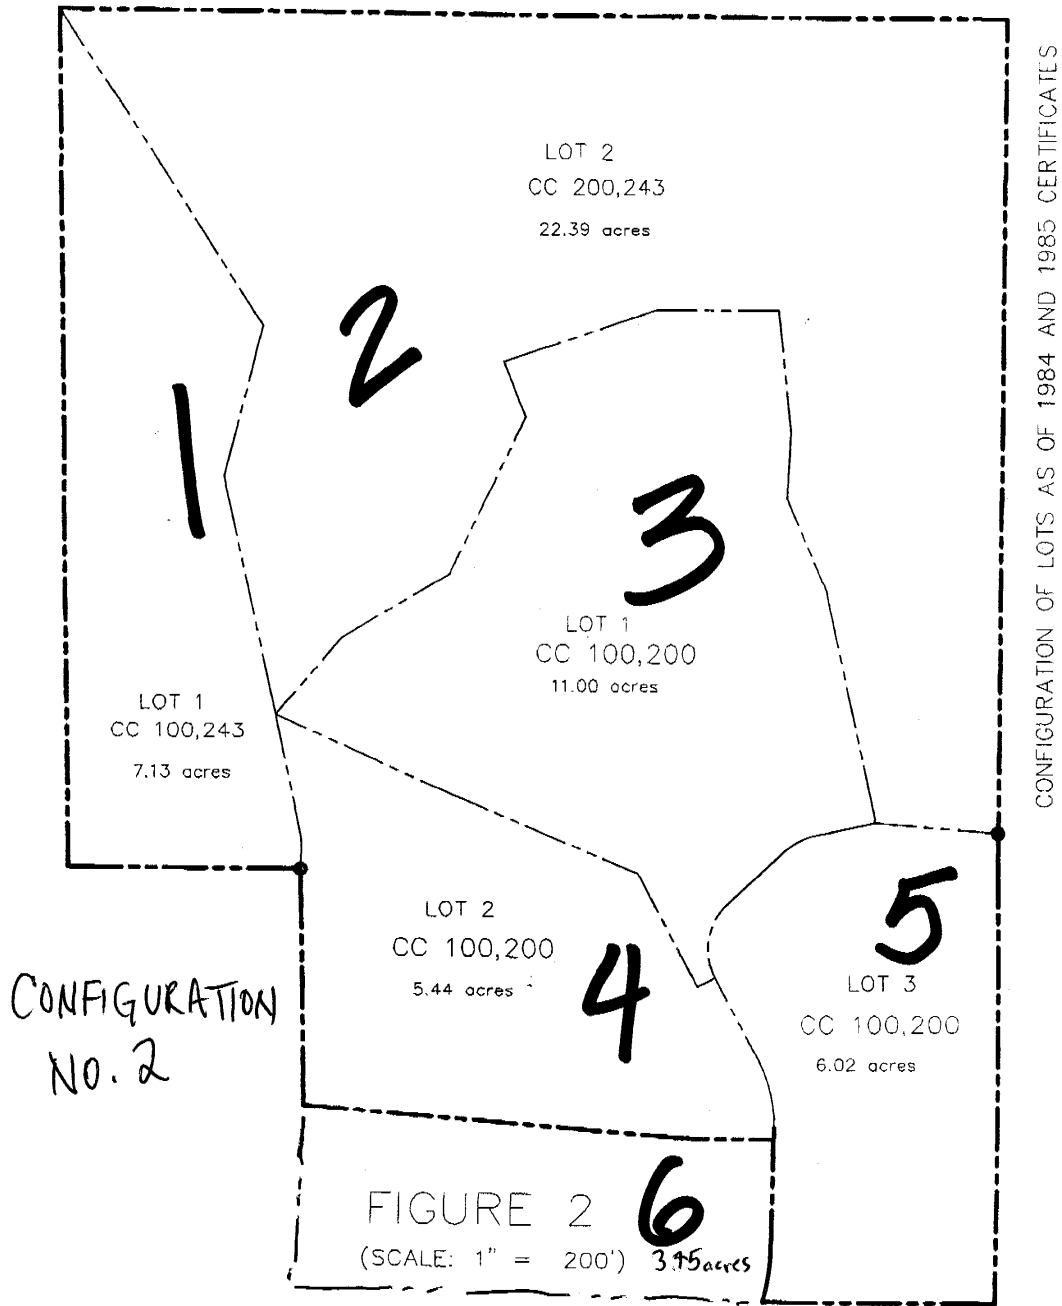 LOT 2
CC 200,243
22.39 acres
2
1
3
LOT 1
CC 100,200
11.00 acres
LOT 1
CC 100,243
7.13 acres
LOT 2
CC 100,200
5.44 acres
4
5
LOT 3
CC 100,200
6.02 acres
CONFIGURATION
NO. 2
6
FIGURE 2
(SCALE: 1" = 200')
acres
CONFIGURATION OF LOTS AS OF 1984 AND 1985 CERTIFICATES